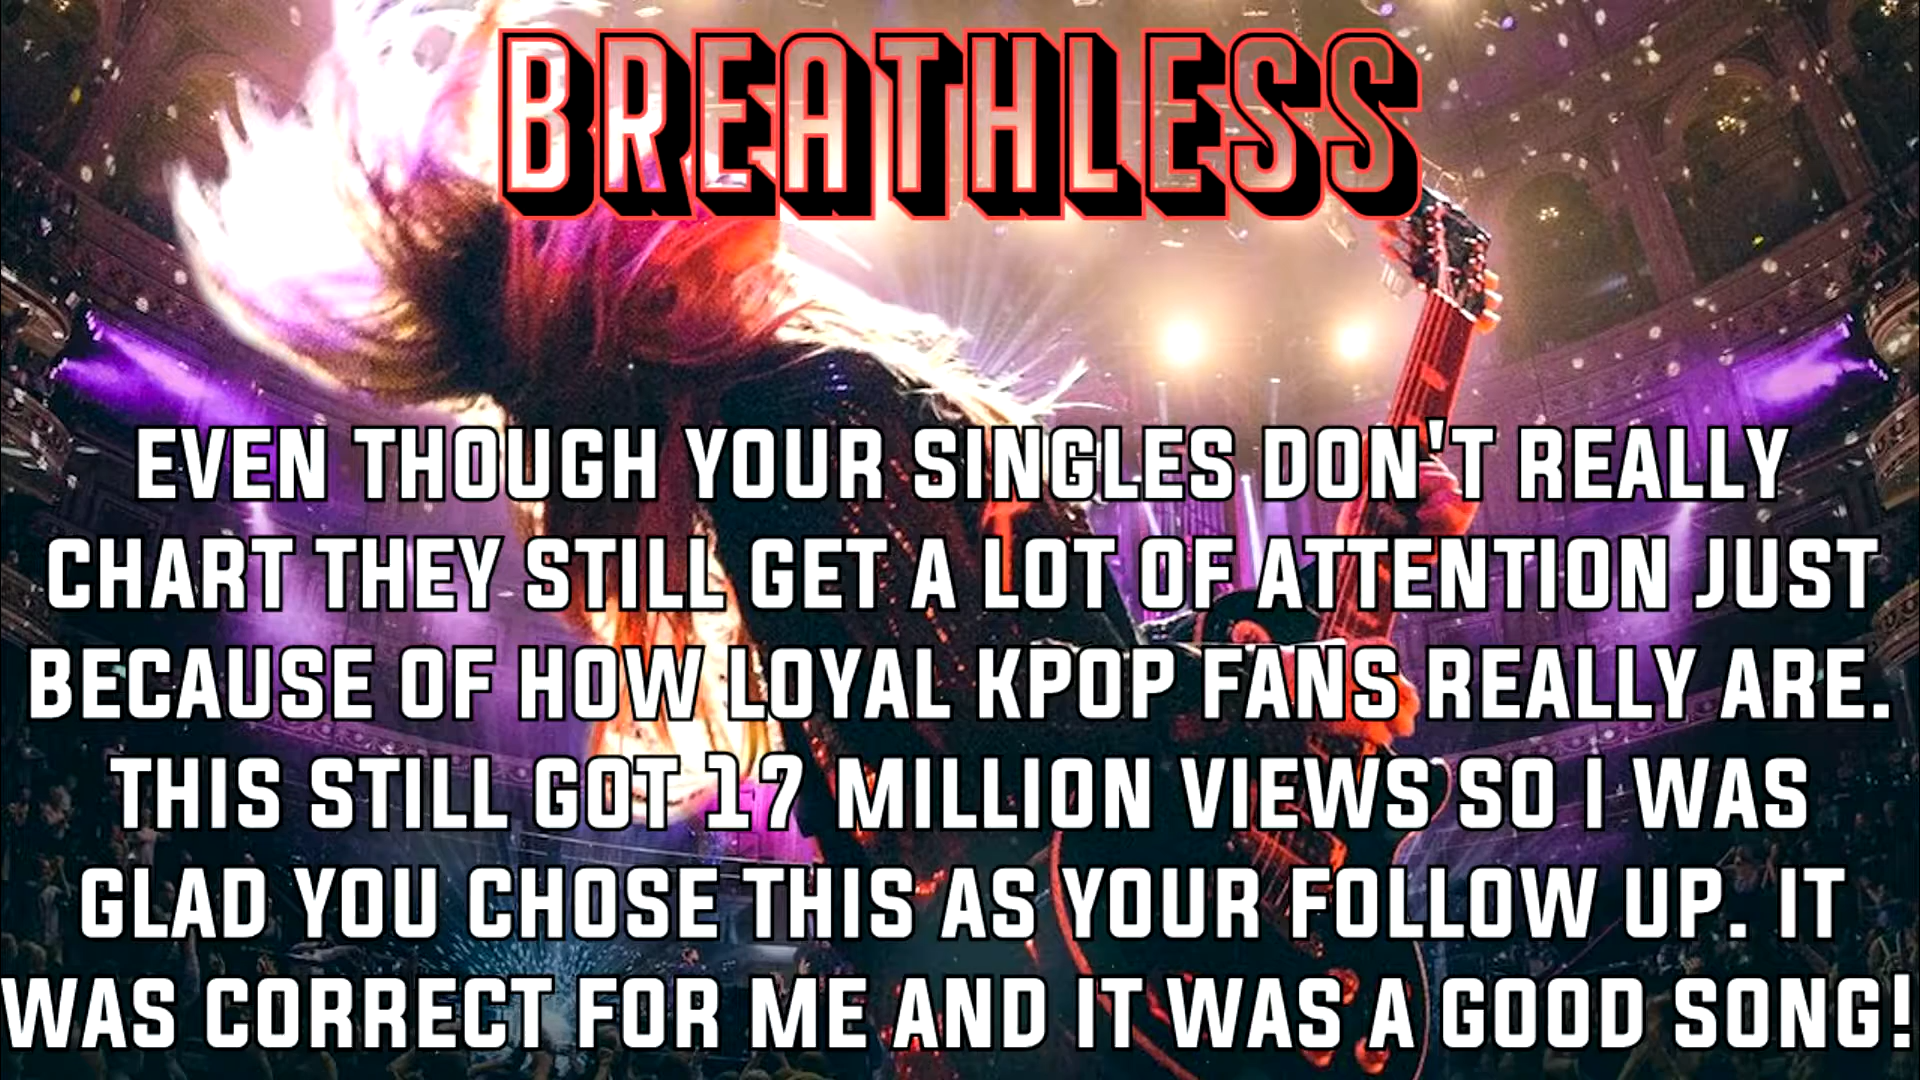 BREATHLESS
EVEN THOUGH YOUR SINGLES DON'T REALLY
CHART THEY STILL GET A LOT OF ATTENTION JUST
BECAUSE OF HOW LOYAL KPOP FANS REALLY ARE.
THIS STILL GOT 17 MILLION VIEWS SO I WAS
GLAD YOU CHOSE THIS AS YOUR FOLLOW UP. IT
WAS CORRECT FOR ME AND IT WAS A GOOD SONG!